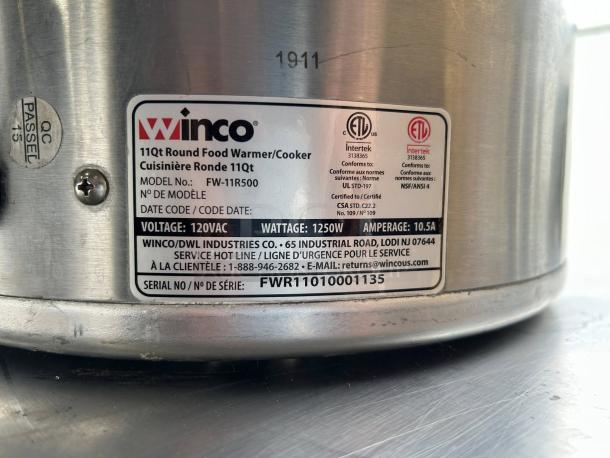 1911
QC
PASSED
15
Winco®
11Qt Round Food Warmer/Cooker
Cuisinière Ronde 11Qt
MODEL No.: FW-11R500
Nº DE MODÈLE
DATE CODE / CODE DATE:
C ETL US
Intertek
3138365
Conforms to:
Conforme aux normes
suivantes : Norme
UL STD-197
Certified to / Certifié
CSA STD. C22.2
No. 109 / N° 109
ETL
Intertek
3138365
Conforms to:
Conforme aux normes
suivantes:
NSF/ANSI 4
VOLTAGE: 120VAC WATTAGE: 1250W AMPERAGE: 10.5A
WINCO/DWL INDUSTRIES CO. • 65 INDUSTRIAL ROAD, LODI NJ 07644
SERVICE HOT LINE / LIGNE D'URGENCE POUR LE SERVICE
À LA CLIENTÈLE : 1-888-946-2682 • E-MAIL: returns@wincous.com
SERIAL NO / Nº DE SÉRIE: FWR11010001135